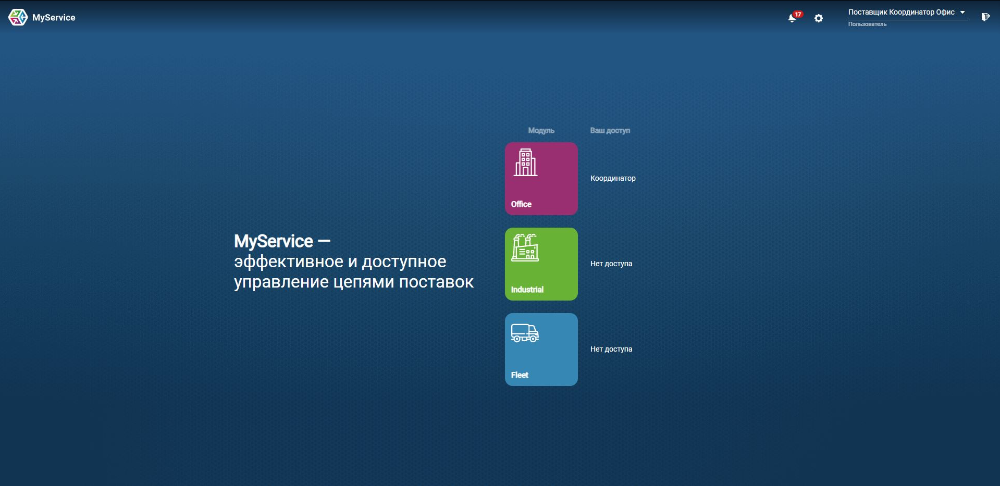 MyService
17
Поставщик Координатор Офис
Пользователь
Модуль
Ваш доступ
Office
Координатор
MyService —
эффективное и доступное
управление цепями поставок
Industrial
Нет доступа
Fleet
Нет доступа